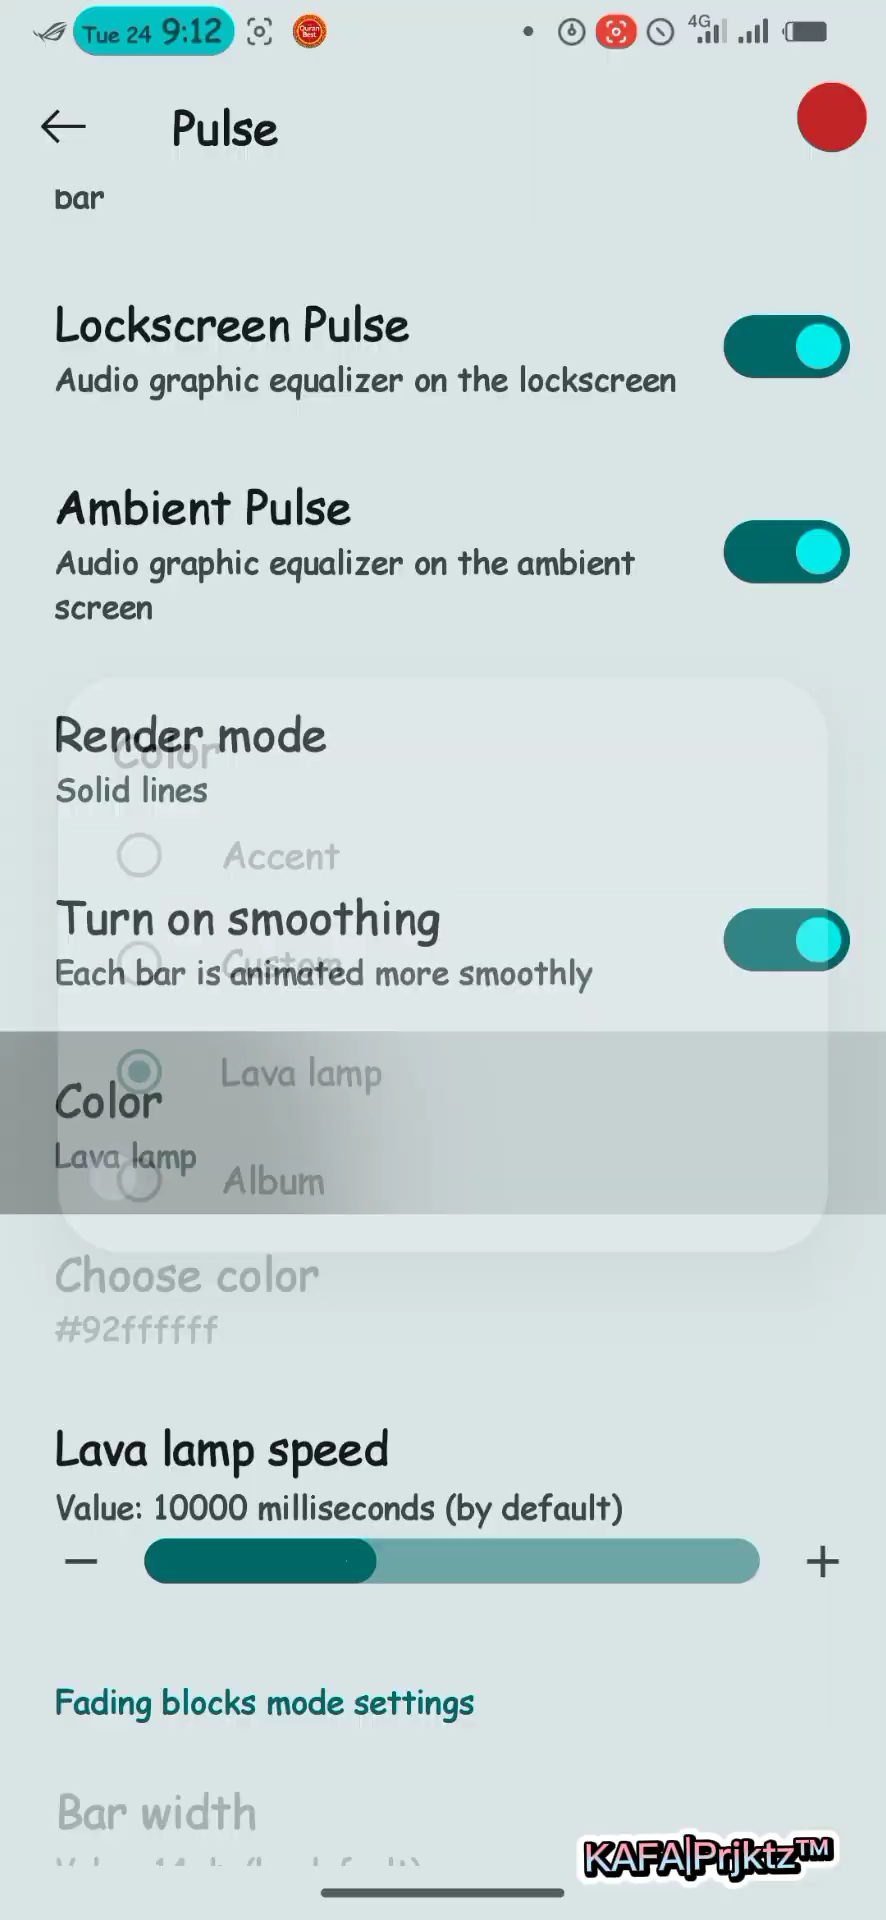 Tue 24 9:12
Quran Best
4G
Pulse
bar
Lockscreen Pulse
Audio graphic equalizer on the lockscreen
Ambient Pulse
Audio graphic equalizer on the ambient
screen
Render mode
Color
Solid lines
Accent
Turn on smoothing
Custom
Each bar is animated more smoothly
Lava lamp
Color
Lava lamp
Album
Choose color
#92ffffff
Lava lamp speed
Value: 10000 milliseconds (by default)
Fading blocks mode settings
Bar width
KAFA|Prjktz™